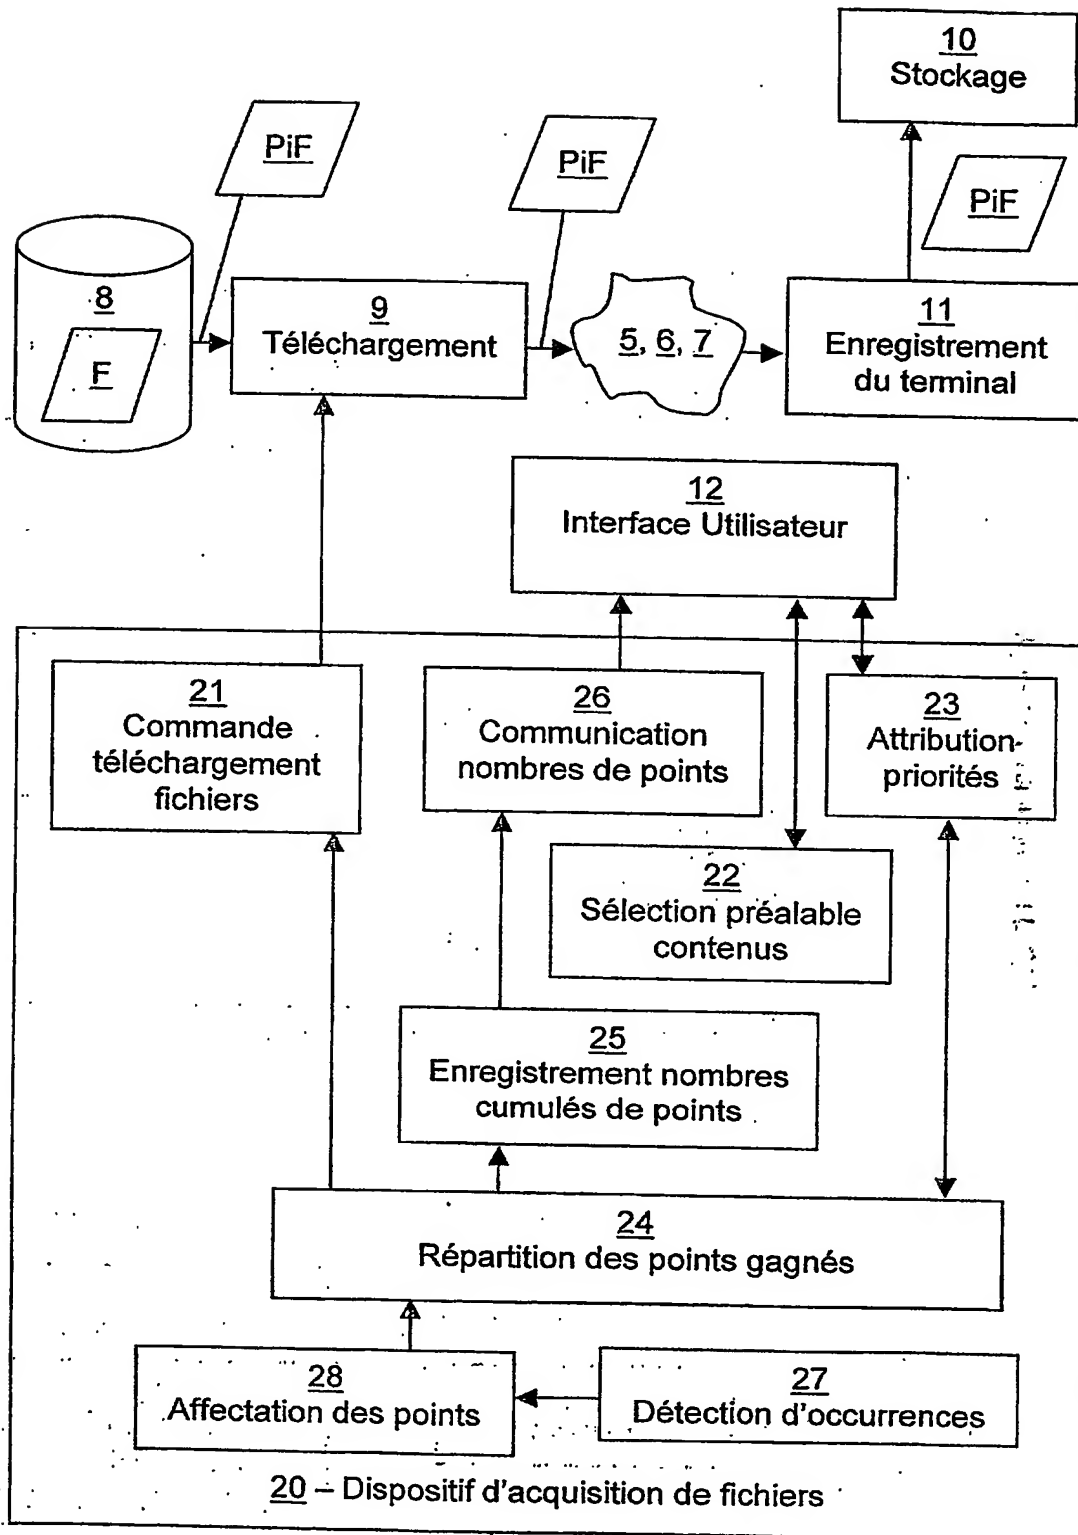 10
Stockage
PiF
PiF
PiF
8
F
9
Téléchargement
5, 6, 7
11
Enregistrement
du terminal
12
Interface Utilisateur
21
Commande
téléchargement
fichiers
26
Communication
nombres de points
23
Attribution
priorités
22
Sélection préalable
contenus
25
Enregistrement nombres
cumulés de points
24
Répartition des points gagnés
28
Affectation des points
27
Détection d'occurrences
20 – Dispositif d'acquisition de fichiers